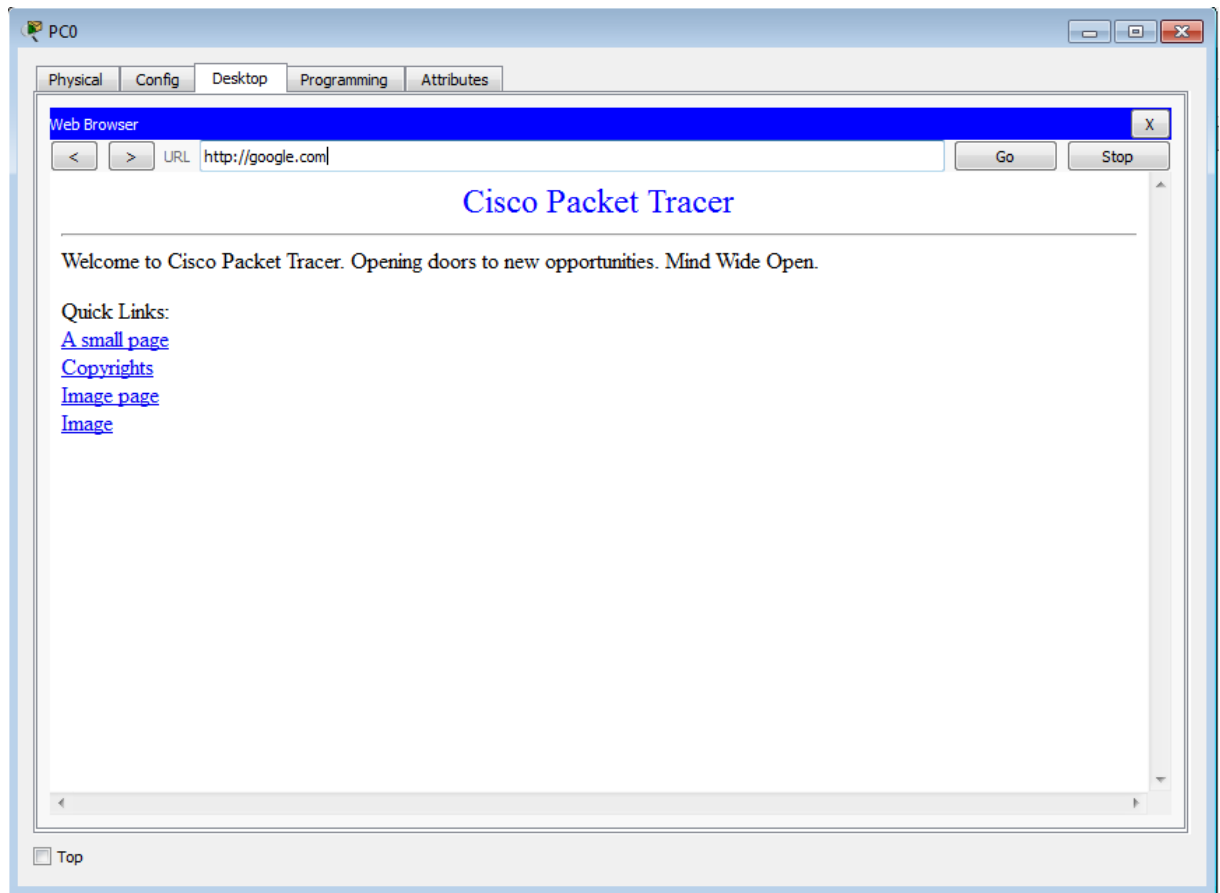 PC0
Physical Config Desktop Programming Attributes
Web Browser X
< > URL http://google.com Go Stop
Cisco Packet Tracer
Welcome to Cisco Packet Tracer. Opening doors to new opportunities. Mind Wide Open.
Quick Links:
A small page
Copyrights
Image page
Image
Top